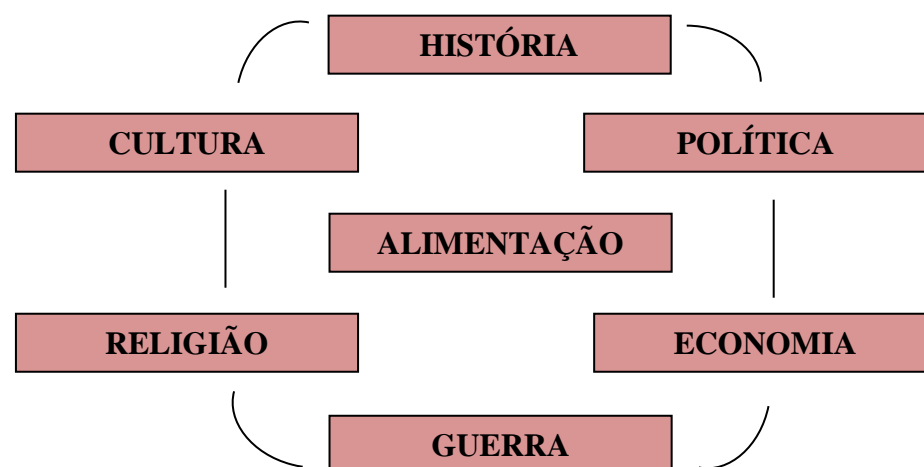 HISTÓRIA
CULTURA
POLÍTICA
ALIMENTAÇÃO
RELIGIÃO
ECONOMIA
GUERRA